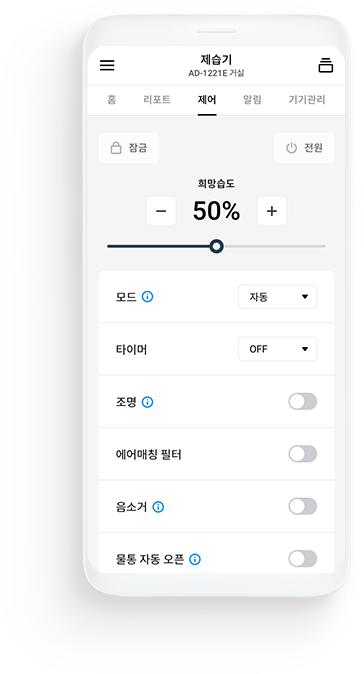 제습기
AD-1221E 거실
홈 리포트 제어 알림 기기관리
잠금 전원
희망습도
− 50% +
모드 자동
타이머 OFF
조명
에어매칭 필터
음소거
물통 자동 오픈